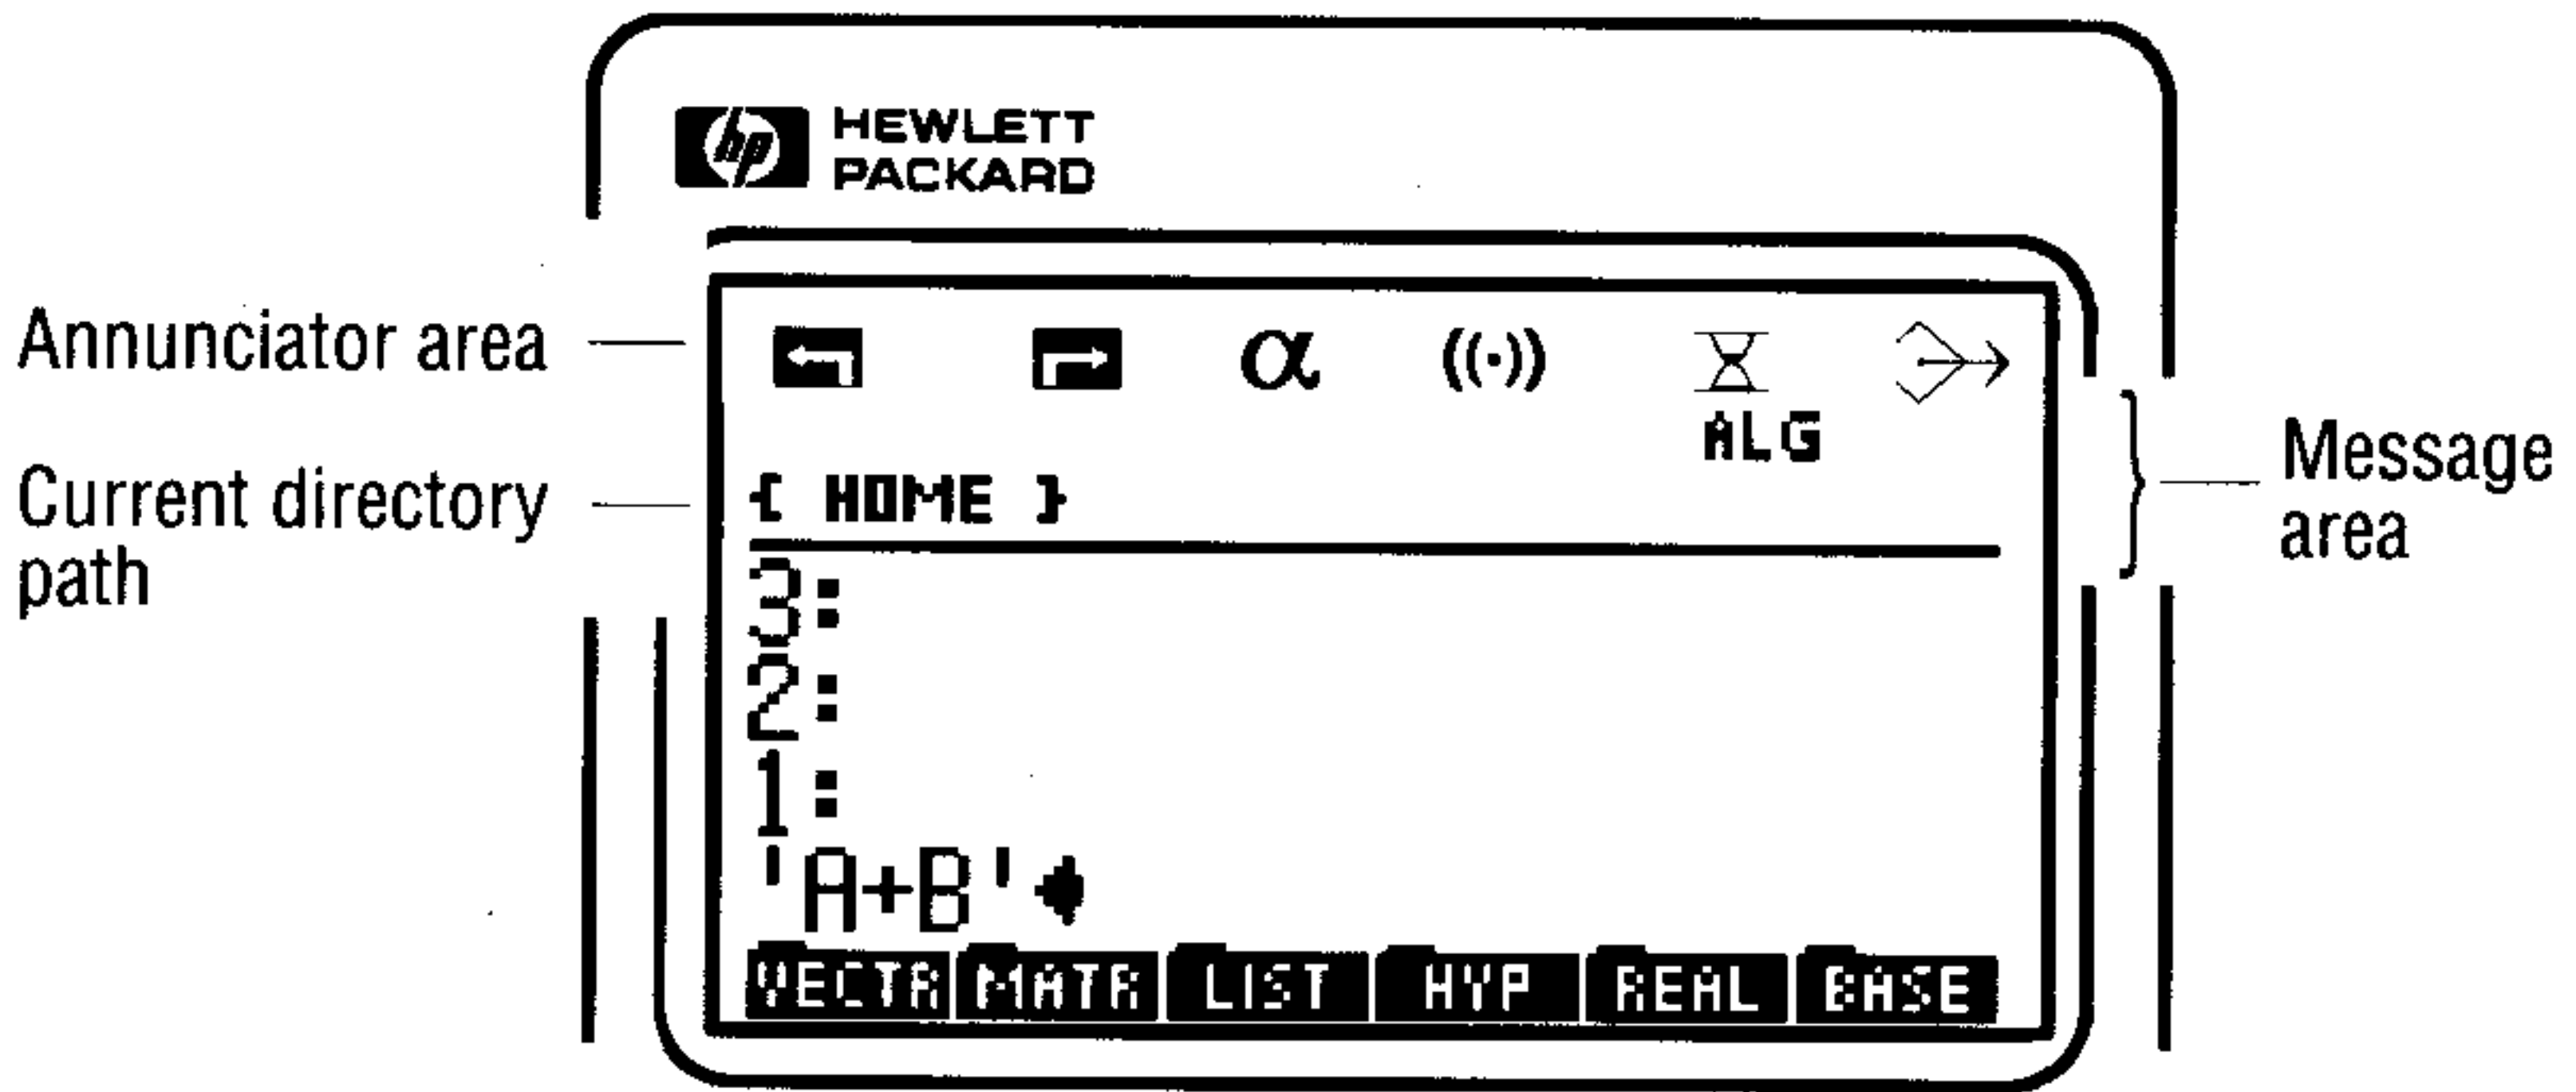 hp HEWLETT
PACKARD
Annunciator area
α ((·))
ALG
Current directory
path
{ HOME }
Message
area
3:
2:
1:
'A+B'
VECTR MATR LIST HYP REAL BASE